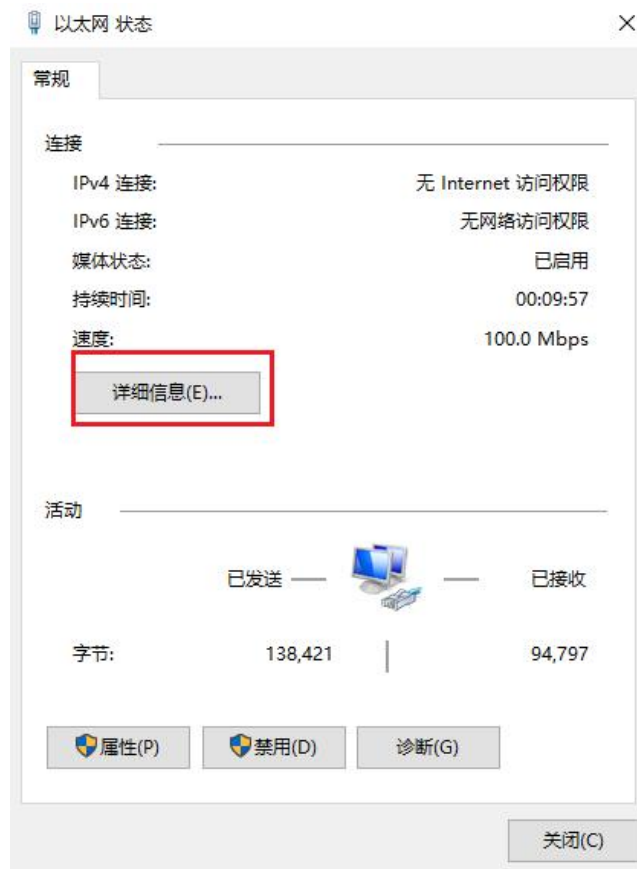 以太网 状态
常规
连接
IPv4 连接: 无 Internet 访问权限
IPv6 连接: 无网络访问权限
媒体状态: 已启用
持续时间: 00:09:57
速度: 100.0 Mbps
详细信息(E)...
活动
已发送 已接收
字节: 138,421 94,797
属性(P) 禁用(D) 诊断(G)
关闭(C)